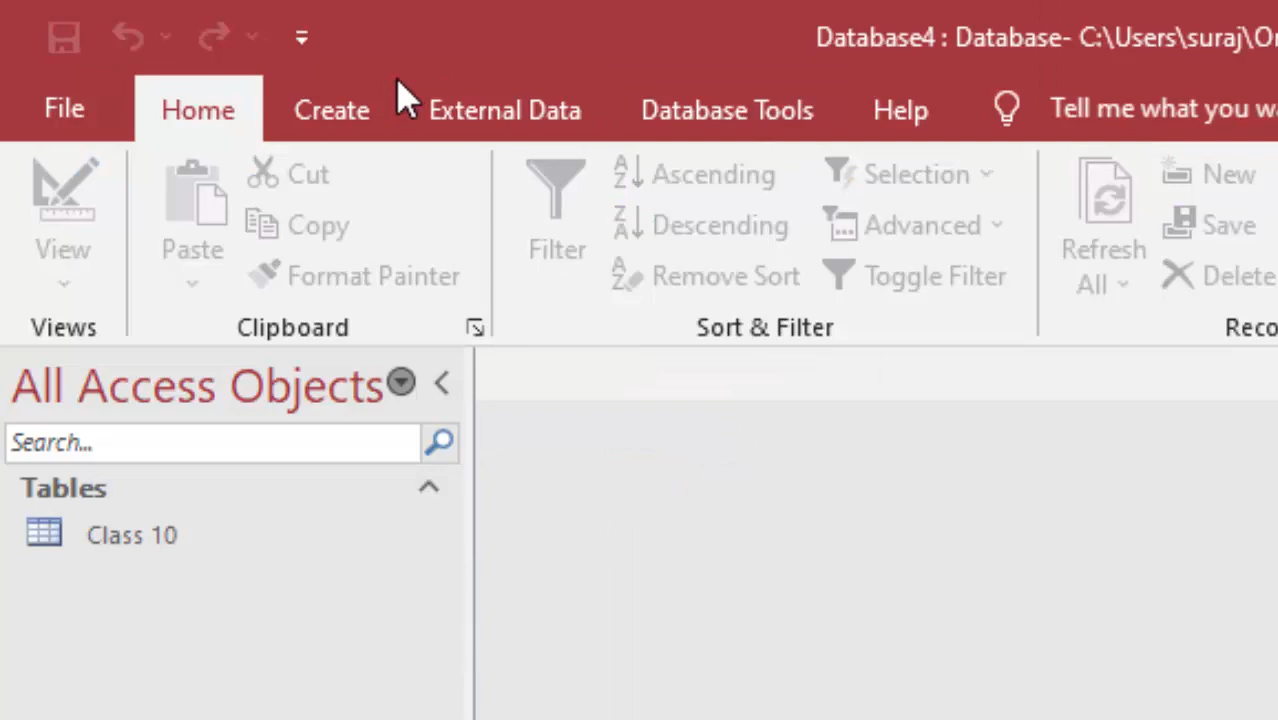 Database4 : Database- C:\Users\suraj\O
File Home Create External Data Database Tools Help Tell me what you w
View
Views
Paste
Cut
Copy
Format Painter
Clipboard
Filter
Ascending
Descending
Remove Sort
Selection
Advanced
Toggle Filter
Sort & Filter
Refresh
All
New
Save
Delete
Reco
All Access Objects
Search...
Tables
Class 10